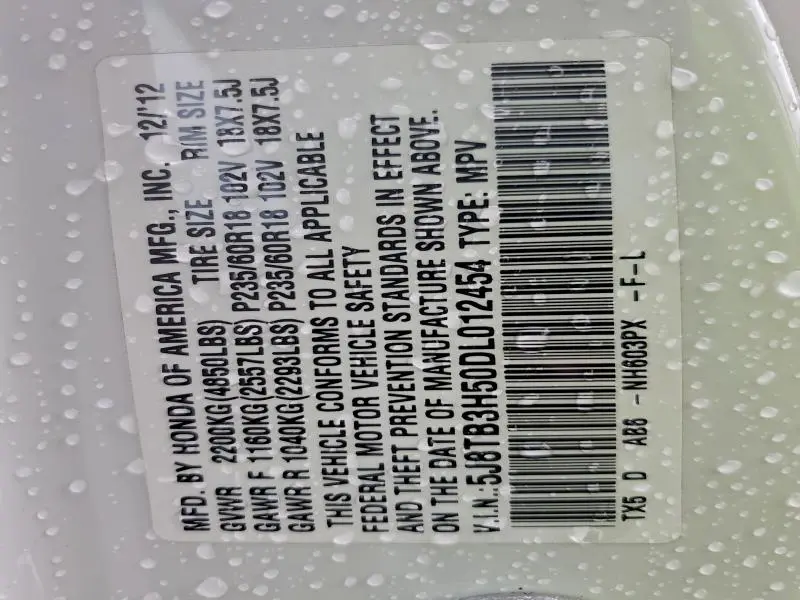 MFD. BY HONDA OF AMERICA MFG., INC. 12/'12
GVWR 2200KG(4850LBS) TIRE SIZE RIM SIZE
GAWR F 1160KG(2557LBS) P235/60R18 102V 18X7.5J
GAWR R 1040KG(2293LBS) P235/60R18 102V 18X7.5J
THIS VEHICLE CONFORMS TO ALL APPLICABLE
FEDERAL MOTOR VEHICLE SAFETY
AND THEFT PREVENTION STANDARDS IN EFFECT
ON THE DATE OF MANUFACTURE SHOWN ABOVE.
V.I.N.:5J8TB3H50DL012454 TYPE: MPV
TX5 D AB8 - NH603PX -F-L